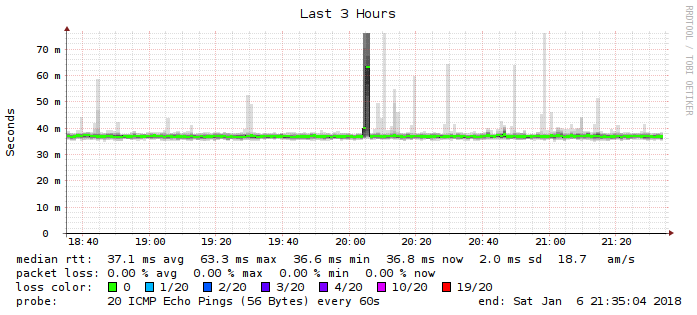 Last 3 Hours
RRDTOOL / TOBI OETIKER
Seconds
70 m
60 m
50 m
40 m
30 m
20 m
10 m
0
18:40 19:00 19:20 19:40 20:00 20:20 20:40 21:00 21:20
median rtt: 37.1 ms avg 63.3 ms max 36.6 ms min 36.8 ms now 2.0 ms sd 18.7 am/s
packet loss: 0.00 % avg 0.00 % max 0.00 % min 0.00 % now
loss color: 0 1/20 2/20 3/20 4/20 10/20 19/20
probe: 20 ICMP Echo Pings (56 Bytes) every 60s end: Sat Jan 6 21:35:04 2018